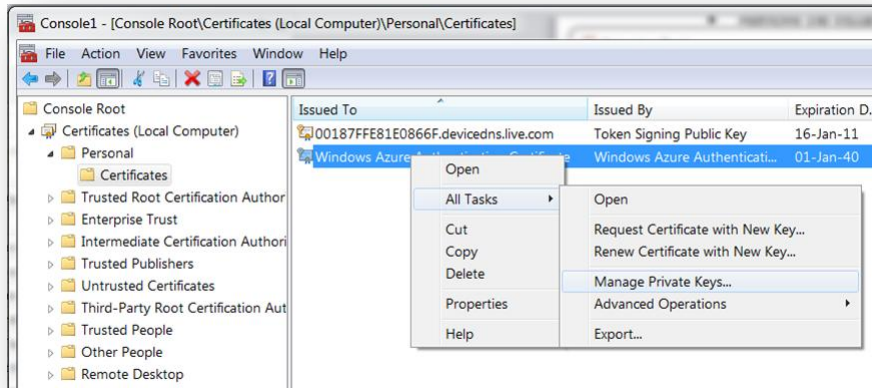 Console1 - [Console Root\Certificates (Local Computer)\Personal\Certificates]
File Action View Favorites Window Help
Console Root
Certificates (Local Computer)
Personal
Certificates
Trusted Root Certification Author
Enterprise Trust
Intermediate Certification Authori
Trusted Publishers
Untrusted Certificates
Third-Party Root Certification Aut
Trusted People
Other People
Remote Desktop
Issued To Issued By Expiration D.
00187FFE81E0866F.devicedns.live.com Token Signing Public Key 16-Jan-11
Windows Azure Authentication Certificate Windows Azure Authenticati... 01-Jan-40
Open
All Tasks
Cut
Copy
Delete
Properties
Help
Open
Request Certificate with New Key...
Renew Certificate with New Key...
Manage Private Keys...
Advanced Operations
Export...